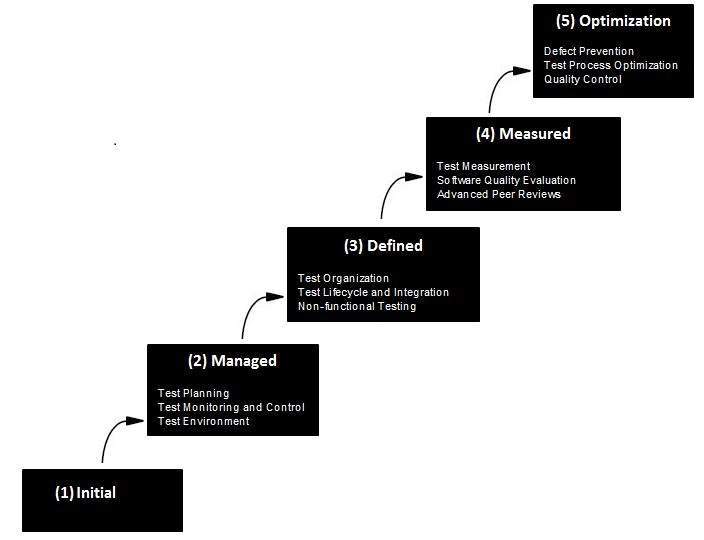 (5) Optimization
Defect Prevention
Test Process Optimization
Quality Control
(4) Measured
Test Measurement
Software Quality Evaluation
Advanced Peer Reviews
(3) Defined
Test Organization
Test Lifecycle and Integration
Non-functional Testing
(2) Managed
Test Planning
Test Monitoring and Control
Test Environment
(1) Initial